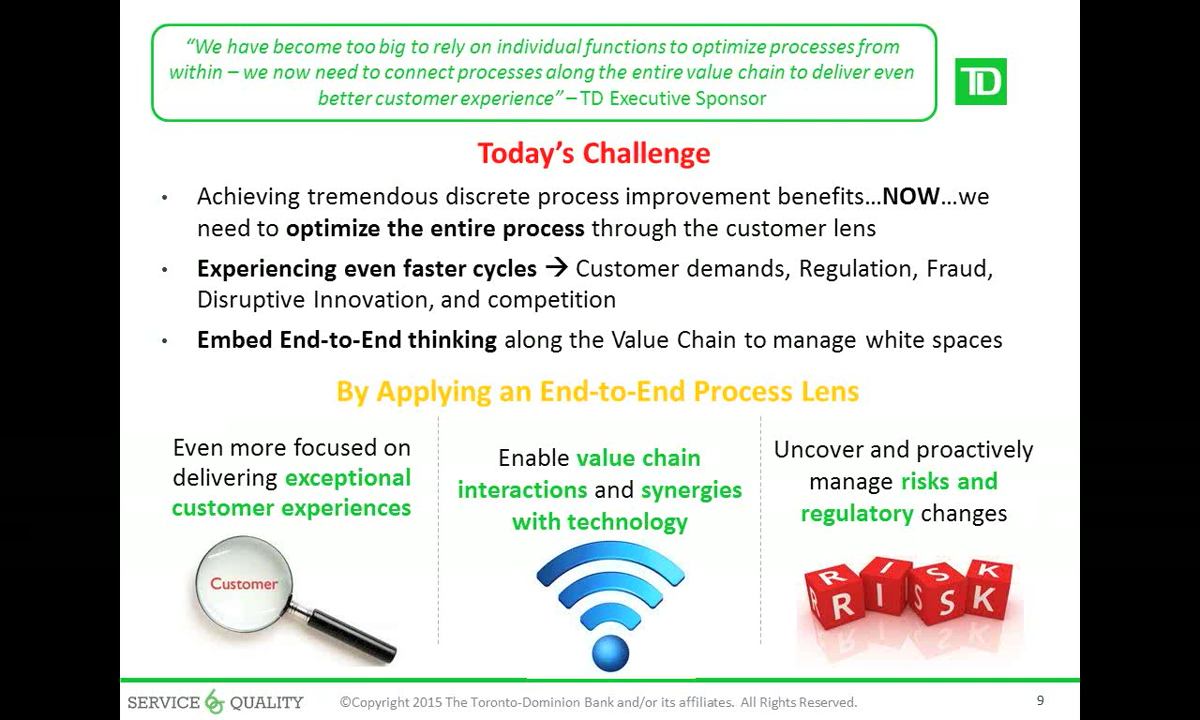 “We have become too big to rely on individual functions to optimize processes from
within – we now need to connect processes along the entire value chain to deliver even
better customer experience” – TD Executive Sponsor
TD
Today’s Challenge
• Achieving tremendous discrete process improvement benefits…NOW…we
need to optimize the entire process through the customer lens
• Experiencing even faster cycles → Customer demands, Regulation, Fraud,
Disruptive Innovation, and competition
• Embed End-to-End thinking along the Value Chain to manage white spaces
By Applying an End-to-End Process Lens
Even more focused on
delivering exceptional
customer experiences
Customer
Enable value chain
interactions and synergies
with technology
Uncover and proactively
manage risks and
regulatory changes
R I S K
R R I S S K
SERVICE QUALITY
©Copyright 2015 The Toronto-Dominion Bank and/or its affiliates. All Rights Reserved.
9